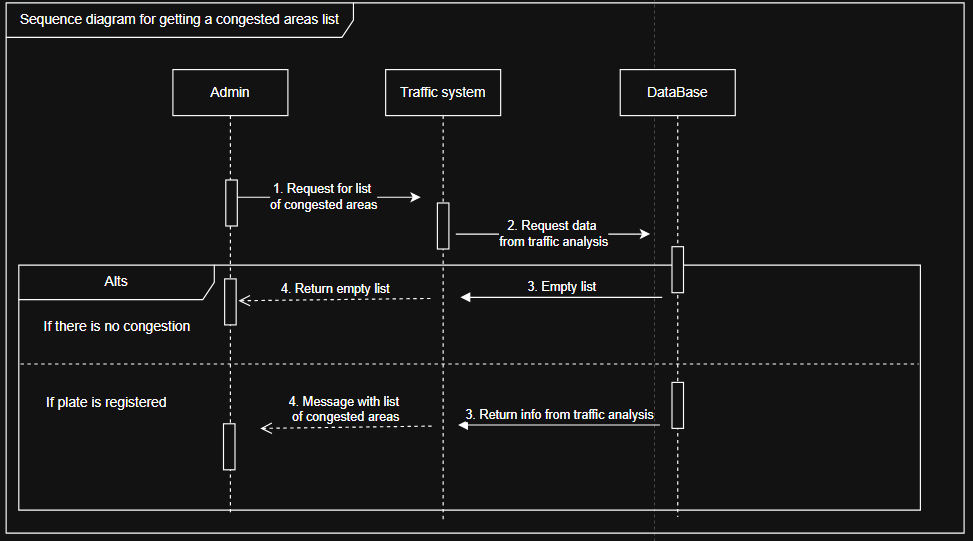 Sequence diagram for getting a congested areas list
Admin
Traffic system
DataBase
1. Request for list
of congested areas
2. Request data
from traffic analysis
Alts
4. Return empty list
3. Empty list
If there is no congestion
If plate is registered
4. Message with list
of congested areas
3. Return info from traffic analysis